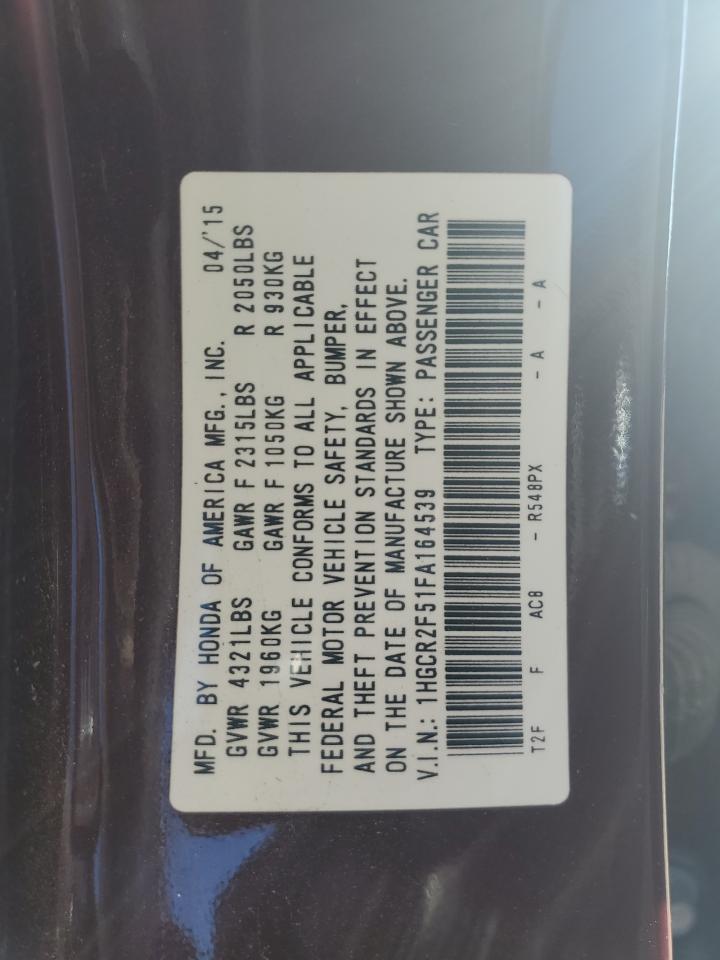 MFD. BY HONDA OF AMERICA MFG., INC. 04/'15
GVWR 4321LBS GAWR F 2315LBS R 2050LBS
GVWR 1960KG GAWR F 1050KG R 930KG
THIS VEHICLE CONFORMS TO ALL APPLICABLE
FEDERAL MOTOR VEHICLE SAFETY, BUMPER,
AND THEFT PREVENTION STANDARDS IN EFFECT
ON THE DATE OF MANUFACTURE SHOWN ABOVE.
V.I.N.: 1HGCR2F51FA164539 TYPE: PASSENGER CAR
T2F F AC8 - R548PX - A - A